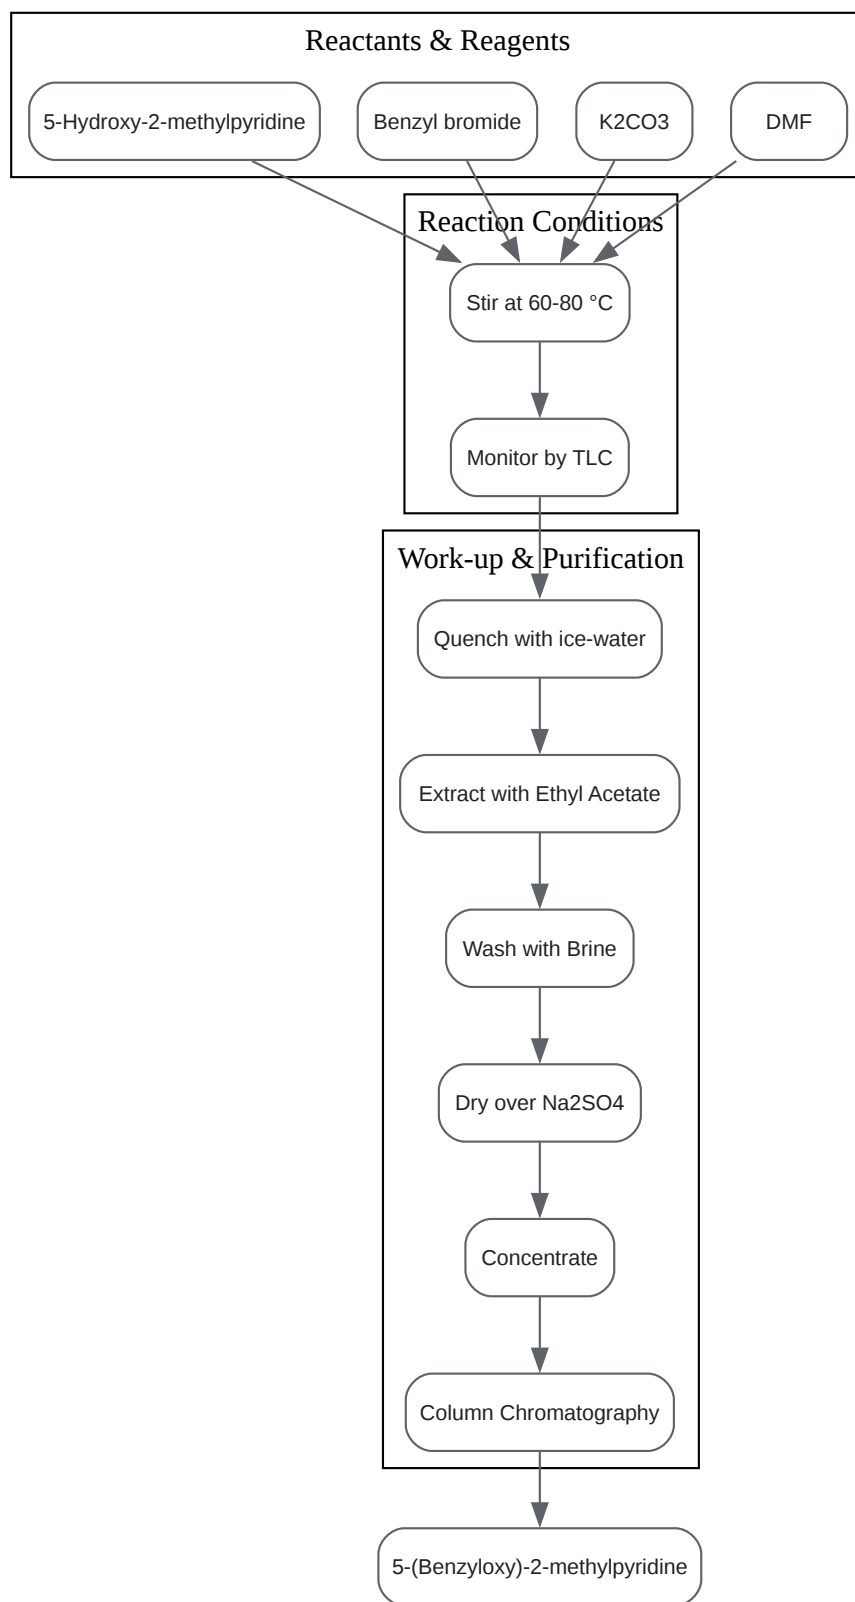 Reactants & Reagents
5-Hydroxy-2-methylpyridine
Benzyl bromide
K2CO3
DMF
Reaction Conditions
Stir at 60-80 °C
Monitor by TLC
Work-up & Purification
Quench with ice-water
Extract with Ethyl Acetate
Wash with Brine
Dry over Na2SO4
Concentrate
Column Chromatography
5-(Benzyloxy)-2-methylpyridine